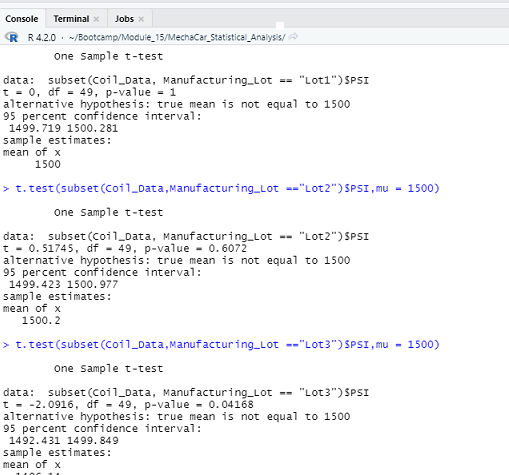 Console Terminal Jobs
R 4.2.0 · ~/Bootcamp/Module_15/MechaCar_Statistical_Analysis/
One Sample t-test
data: subset(Coil_Data, Manufacturing_Lot == "Lot1")$PSI
t = 0, df = 49, p-value = 1
alternative hypothesis: true mean is not equal to 1500
95 percent confidence interval:
1499.719 1500.281
sample estimates:
mean of x
1500
> t.test(subset(Coil_Data,Manufacturing_Lot =="Lot2")$PSI,mu = 1500)
One Sample t-test
data: subset(Coil_Data, Manufacturing_Lot == "Lot2")$PSI
t = 0.51745, df = 49, p-value = 0.6072
alternative hypothesis: true mean is not equal to 1500
95 percent confidence interval:
1499.423 1500.977
sample estimates:
mean of x
1500.2
> t.test(subset(Coil_Data,Manufacturing_Lot =="Lot3")$PSI,mu = 1500)
One Sample t-test
data: subset(Coil_Data, Manufacturing_Lot == "Lot3")$PSI
t = -2.0916, df = 49, p-value = 0.04168
alternative hypothesis: true mean is not equal to 1500
95 percent confidence interval:
1492.431 1499.849
sample estimates:
mean of x